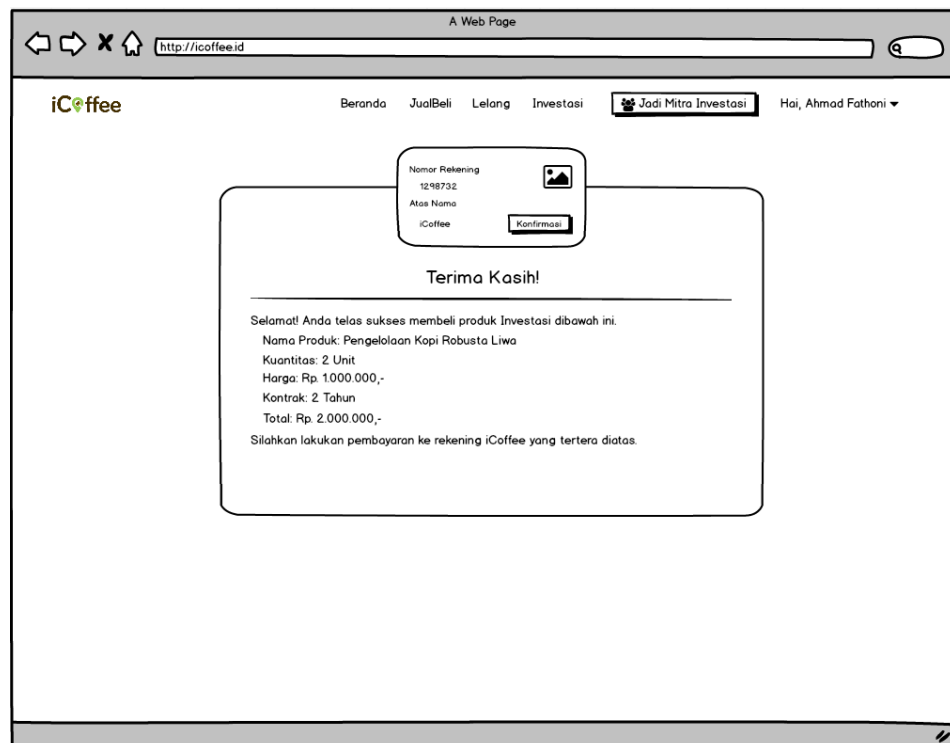 A Web Page
http://icoffee.id
iCoffee
Beranda JualBeli Lelang Investasi Jadi Mitra Investasi Hai, Ahmad Fathoni
Nomor Rekening
1298732
Atas Nama
iCoffee Konfirmasi
Terima Kasih!
Selamat! Anda telas sukses membeli produk Investasi dibawah ini.
Nama Produk: Pengelolaan Kopi Robusta Liwa
Kuantitas: 2 Unit
Harga: Rp. 1.000.000,-
Kontrak: 2 Tahun
Total: Rp. 2.000.000,-
Silahkan lakukan pembayaran ke rekening iCoffee yang tertera diatas.